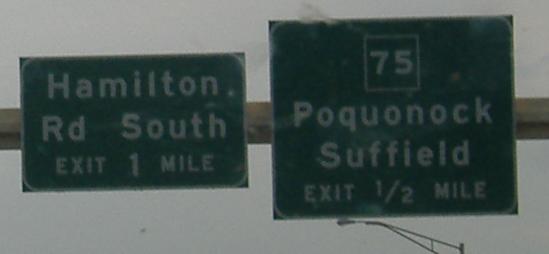 Hamilton
Rd South
EXIT 1 MILE
75
Poquonock
Suffield
EXIT 1/2 MILE